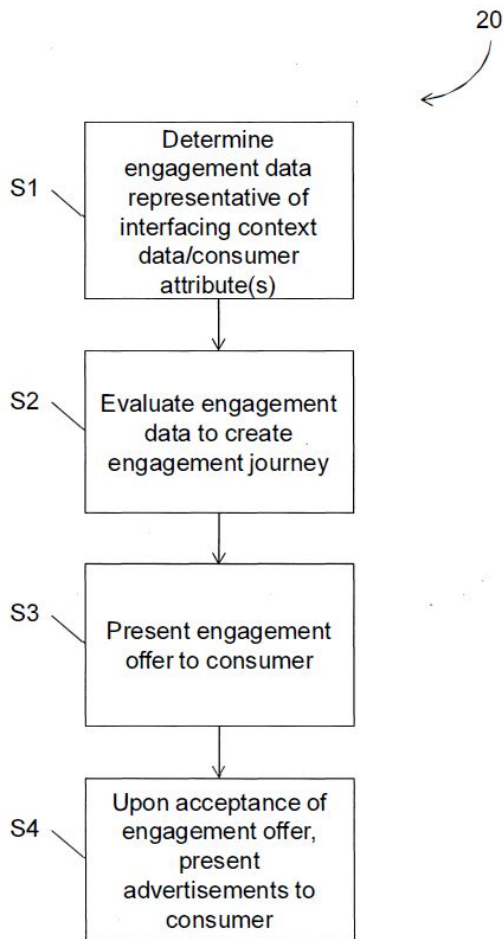 20
S1
Determine
engagement data
representative of
interfacing context
data/consumer
attribute(s)
S2
Evaluate engagement
data to create
engagement journey
S3
Present engagement
offer to consumer
S4
Upon acceptance of
engagement offer,
present
advertisements to
consumer